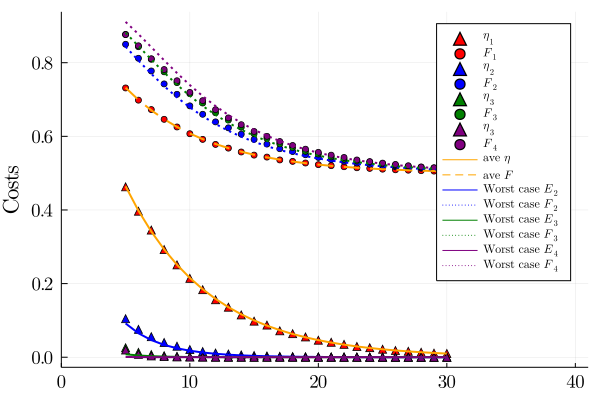 Costs
0.8
0.6
0.4
0.2
0.0
0
10
20
30
40
η₁
F₁
η₂
F₂
η₃
F₃
η₃
F₄
ave η
ave F
Worst case E₂
Worst case F₂
Worst case E₃
Worst case F₃
Worst case E₄
Worst case F₄